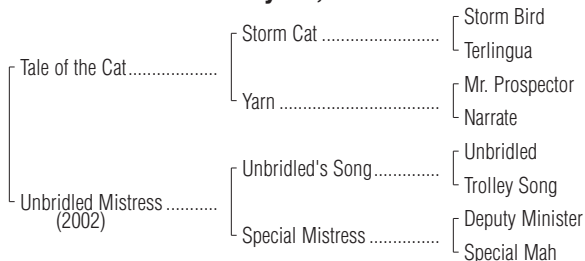 Storm Bird
Storm Cat ........................
Terlingua
Tale of the Cat..................
Mr. Prospector
Yarn .................................
Narrate
Unbridled
Unbridled's Song.............
Trolley Song
Unbridled Mistress ..........
(2002)
Deputy Minister
Special Mistress ..............
Special Mah